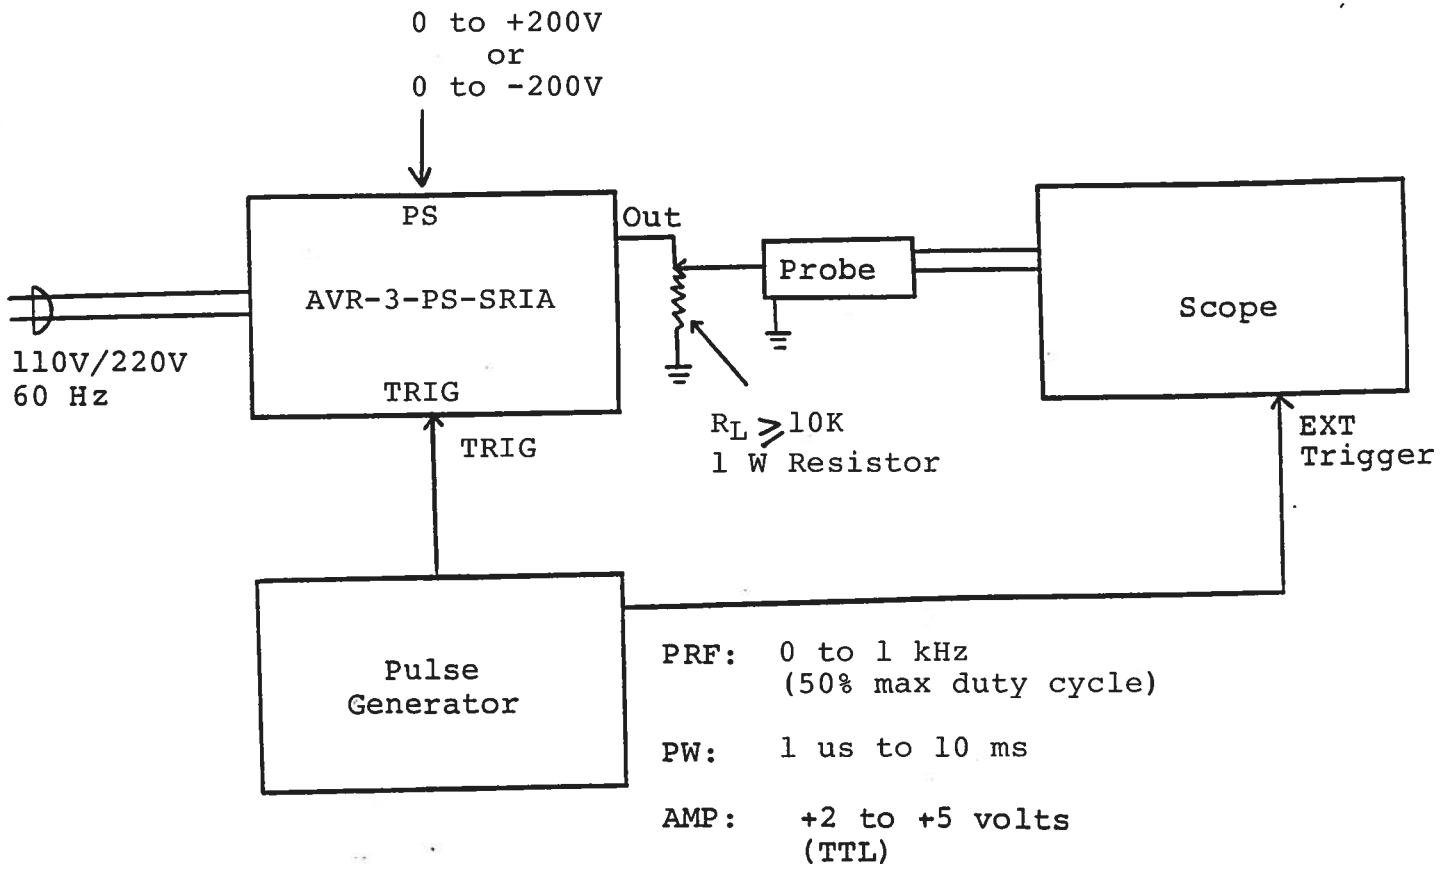 0 to +200V
or
0 to -200V
PS
AVR-3-PS-SRIA
TRIG
Out
Probe
Scope
110V/220V
60 Hz
TRIG
RL ⩾ 10K
1 W Resistor
EXT
Trigger
Pulse
Generator
PRF: 0 to 1 kHz
(50% max duty cycle)
PW: 1 us to 10 ms
AMP: +2 to +5 volts
(TTL)